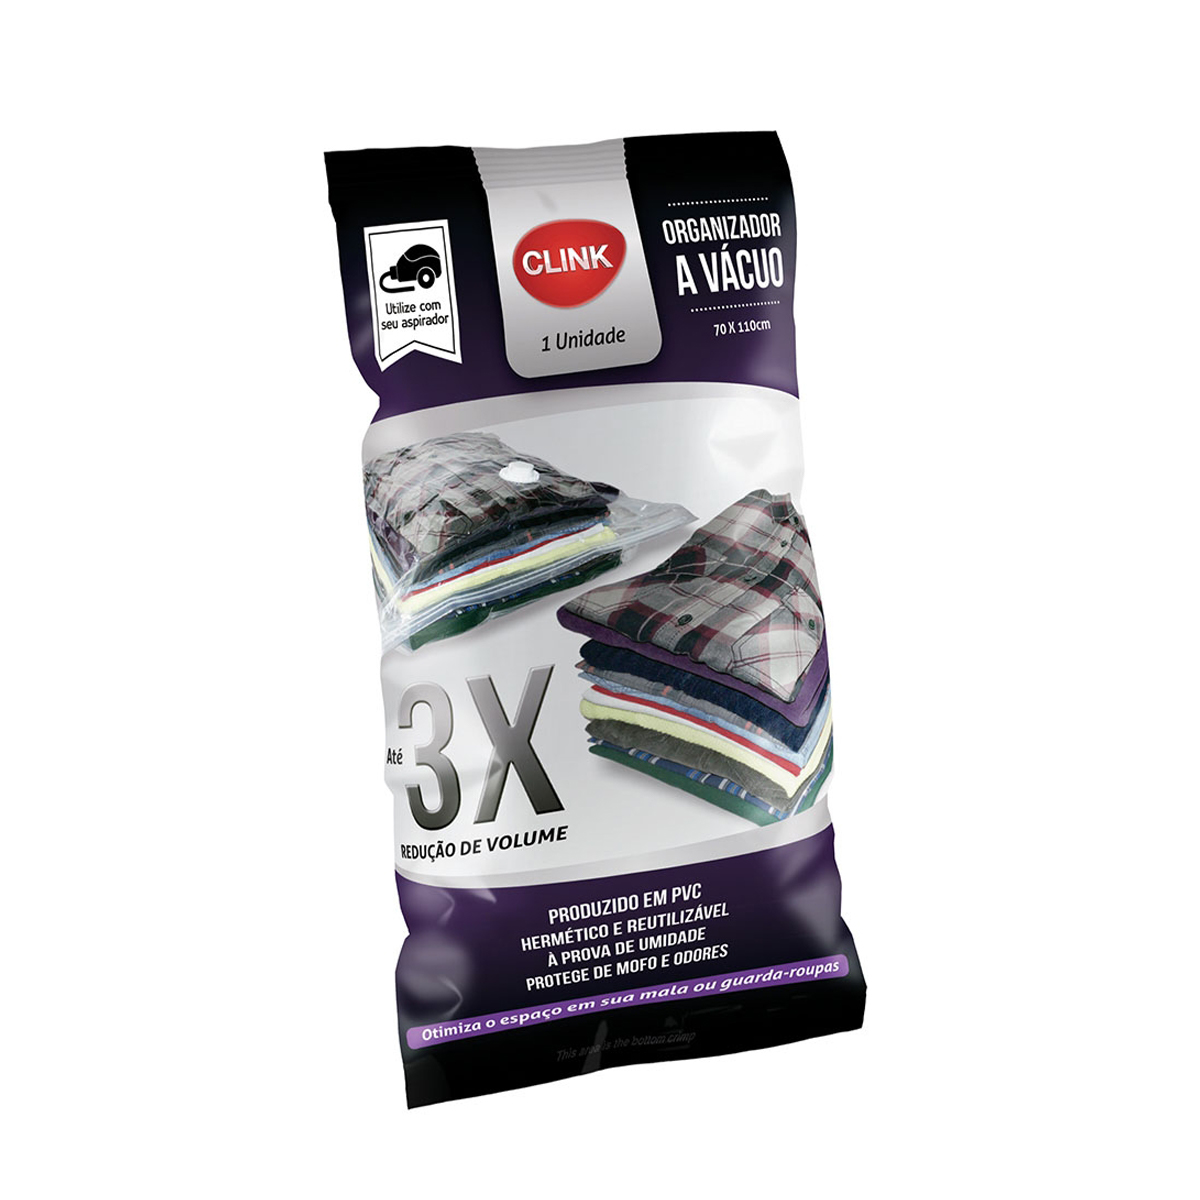 CLINK
1 Unidade
Utilize com
seu aspirador
ORGANIZADOR
A VÁCUO
70 X 110cm
Até
3X
REDUÇÃO DE VOLUME
PRODUZIDO EM PVC
HERMÉTICO E REUTILIZÁVEL
À PROVA DE UMIDADE
PROTEGE DE MOFO E ODORES
Otimiza o espaço em sua mala ou guarda-roupas
This area is the bottom crimp